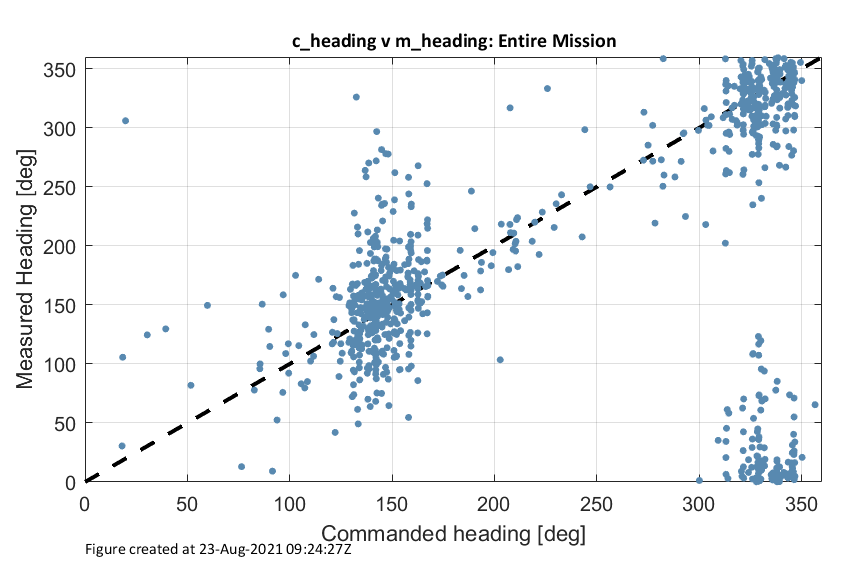 c_heading v m_heading: Entire Mission
Measured Heading [deg]
350
300
250
200
150
100
50
0
0 50 100 150 200 250 300 350
Commanded heading [deg]
Figure created at 23-Aug-2021 09:24:27Z